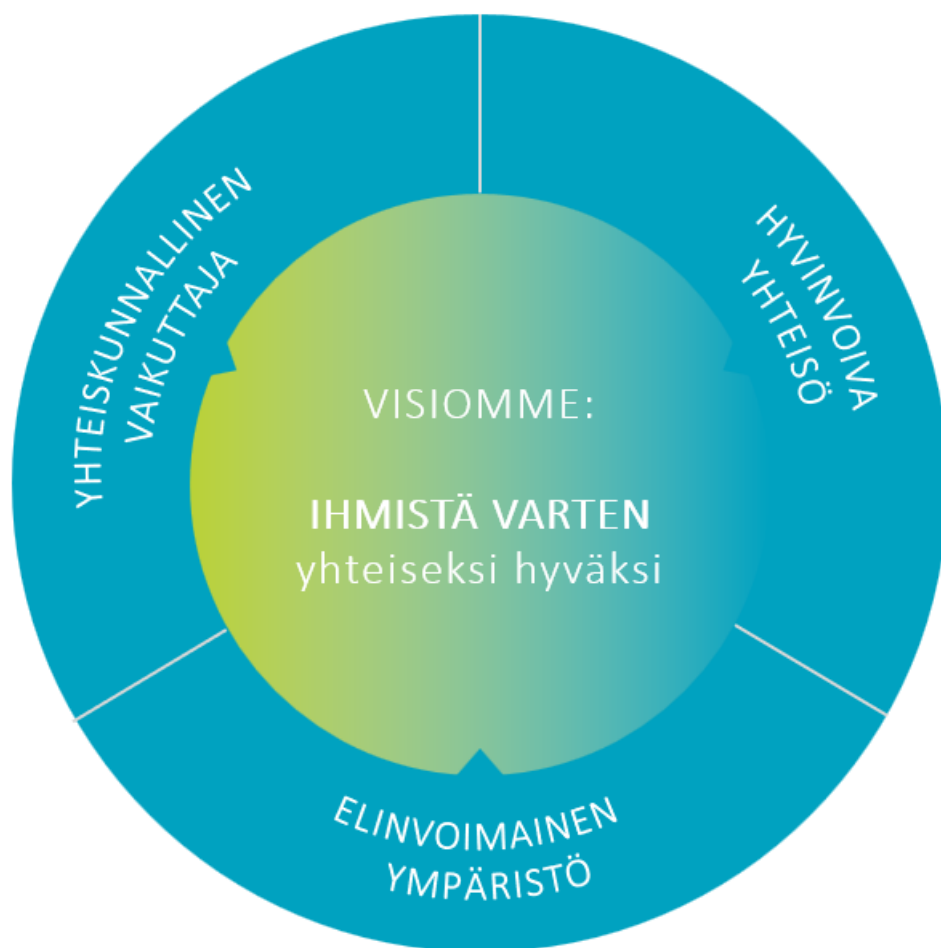 YHTEISKUNNALLINEN
VAIKUTTAJA
HYVINVOIVA
YHTEISÖ
VISIOMME:
IHMISTÄ VARTEN
yhteiseksi hyväksi
ELINVOIMAINEN
YMPÄRISTÖ